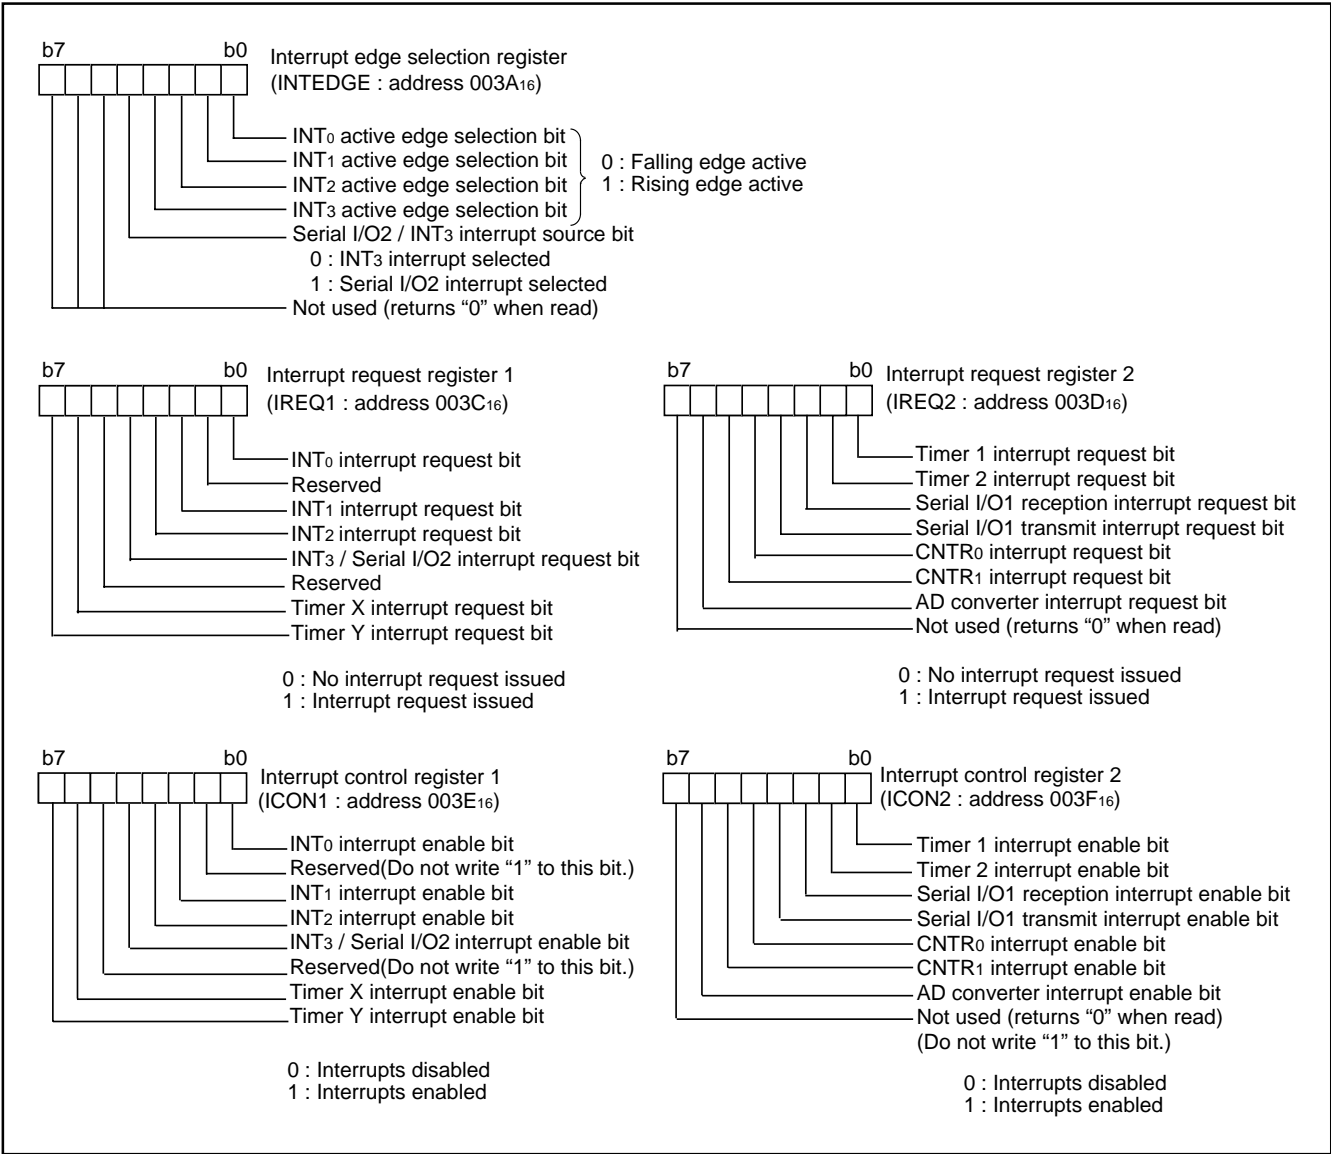 b7 b0 Interrupt edge selection register
(INTEDGE : address 003A16)
INT0 active edge selection bit
INT1 active edge selection bit
INT2 active edge selection bit
INT3 active edge selection bit
0 : Falling edge active
1 : Rising edge active
Serial I/O2 / INT3 interrupt source bit
0 : INT3 interrupt selected
1 : Serial I/O2 interrupt selected
Not used (returns “0” when read)
b7 b0 Interrupt request register 1
(IREQ1 : address 003C16)
INT0 interrupt request bit
Reserved
INT1 interrupt request bit
INT2 interrupt request bit
INT3 / Serial I/O2 interrupt request bit
Reserved
Timer X interrupt request bit
Timer Y interrupt request bit
0 : No interrupt request issued
1 : Interrupt request issued
b7 b0 Interrupt request register 2
(IREQ2 : address 003D16)
Timer 1 interrupt request bit
Timer 2 interrupt request bit
Serial I/O1 reception interrupt request bit
Serial I/O1 transmit interrupt request bit
CNTR0 interrupt request bit
CNTR1 interrupt request bit
AD converter interrupt request bit
Not used (returns “0” when read)
0 : No interrupt request issued
1 : Interrupt request issued
b7 b0 Interrupt control register 1
(ICON1 : address 003E16)
INT0 interrupt enable bit
Reserved(Do not write “1” to this bit.)
INT1 interrupt enable bit
INT2 interrupt enable bit
INT3 / Serial I/O2 interrupt enable bit
Reserved(Do not write “1” to this bit.)
Timer X interrupt enable bit
Timer Y interrupt enable bit
0 : Interrupts disabled
1 : Interrupts enabled
b7 b0 Interrupt control register 2
(ICON2 : address 003F16)
Timer 1 interrupt enable bit
Timer 2 interrupt enable bit
Serial I/O1 reception interrupt enable bit
Serial I/O1 transmit interrupt enable bit
CNTR0 interrupt enable bit
CNTR1 interrupt enable bit
AD converter interrupt enable bit
Not used (returns “0” when read)
(Do not write “1” to this bit.)
0 : Interrupts disabled
1 : Interrupts enabled